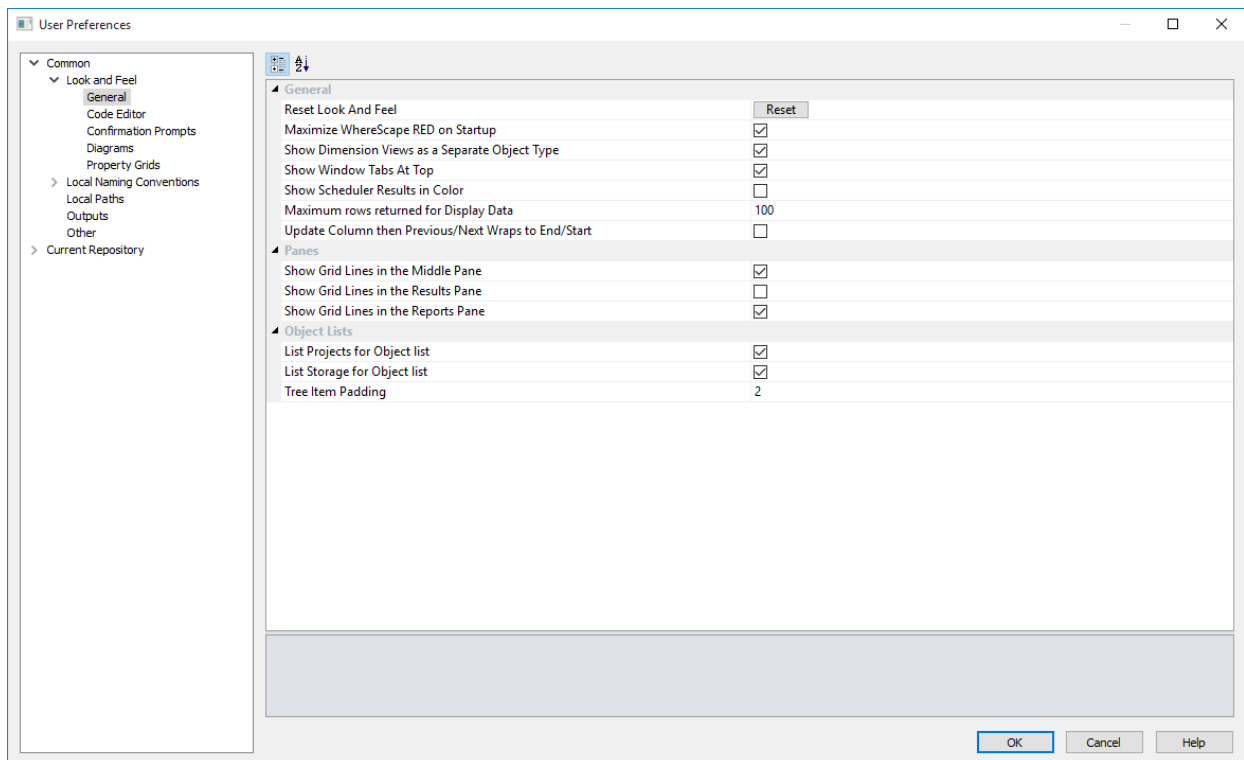 User Preferences
Common
Look and Feel
General
Code Editor
Confirmation Prompts
Diagrams
Property Grids
Local Naming Conventions
Local Paths
Outputs
Other
Current Repository
General
Reset Look And Feel Reset
Maximize WhereScape RED on Startup
Show Dimension Views as a Separate Object Type
Show Window Tabs At Top
Show Scheduler Results in Color
Maximum rows returned for Display Data 100
Update Column then Previous/Next Wraps to End/Start
Panes
Show Grid Lines in the Middle Pane
Show Grid Lines in the Results Pane
Show Grid Lines in the Reports Pane
Object Lists
List Projects for Object list
List Storage for Object list
Tree Item Padding 2
OK Cancel Help